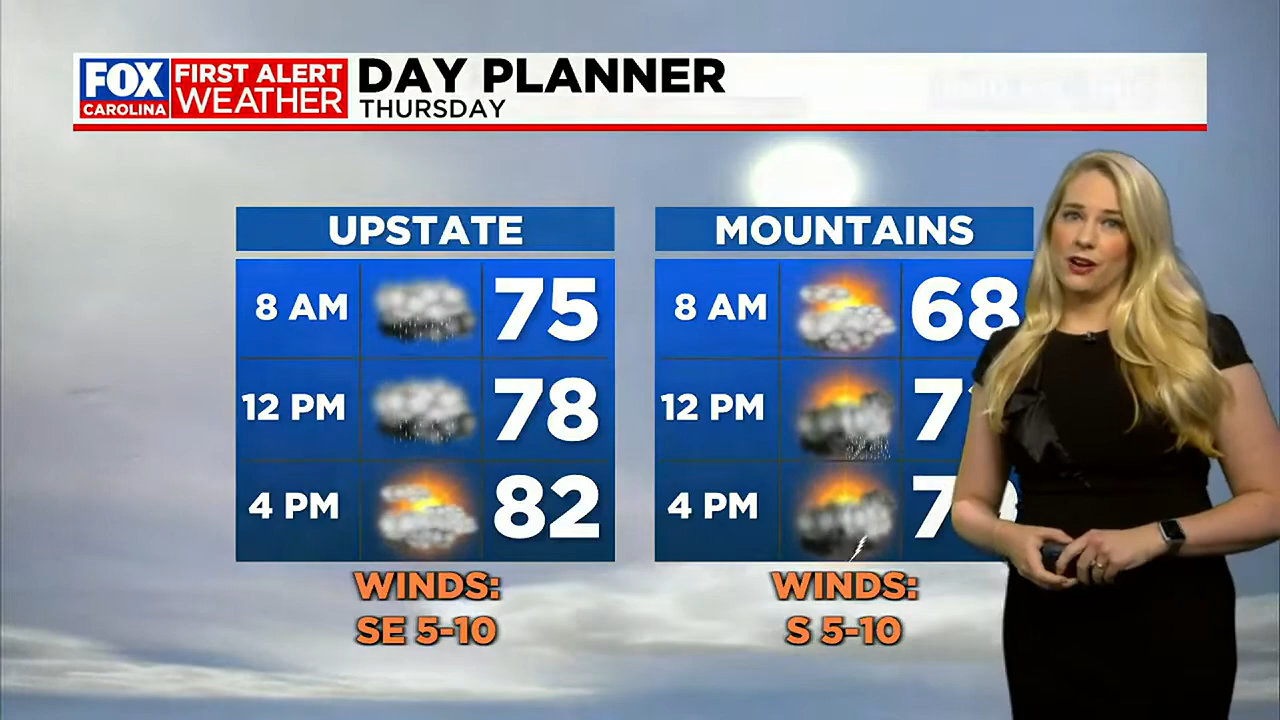 FOX
CAROLINA
FIRST ALERT
WEATHER
DAY PLANNER
THURSDAY
UPSTATE
8 AM 75
12 PM 78
4 PM 82
WINDS:
SE 5-10
MOUNTAINS
8 AM 68
12 PM
4 PM
WINDS:
S 5-10